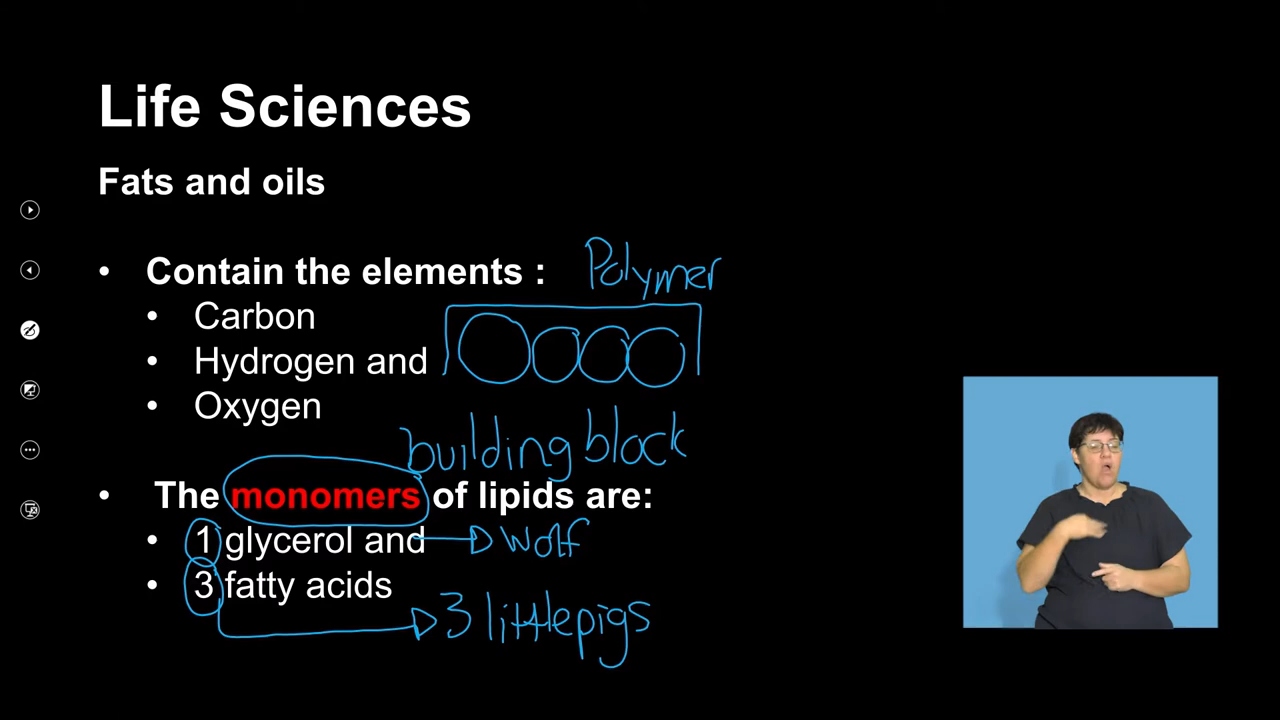 Life Sciences
Fats and oils
• Contain the elements :
Polymer
• Carbon
• Hydrogen and
• Oxygen
building block
• The monomers of lipids are:
• 1 glycerol and wolf
• 3 fatty acids
3 little pigs